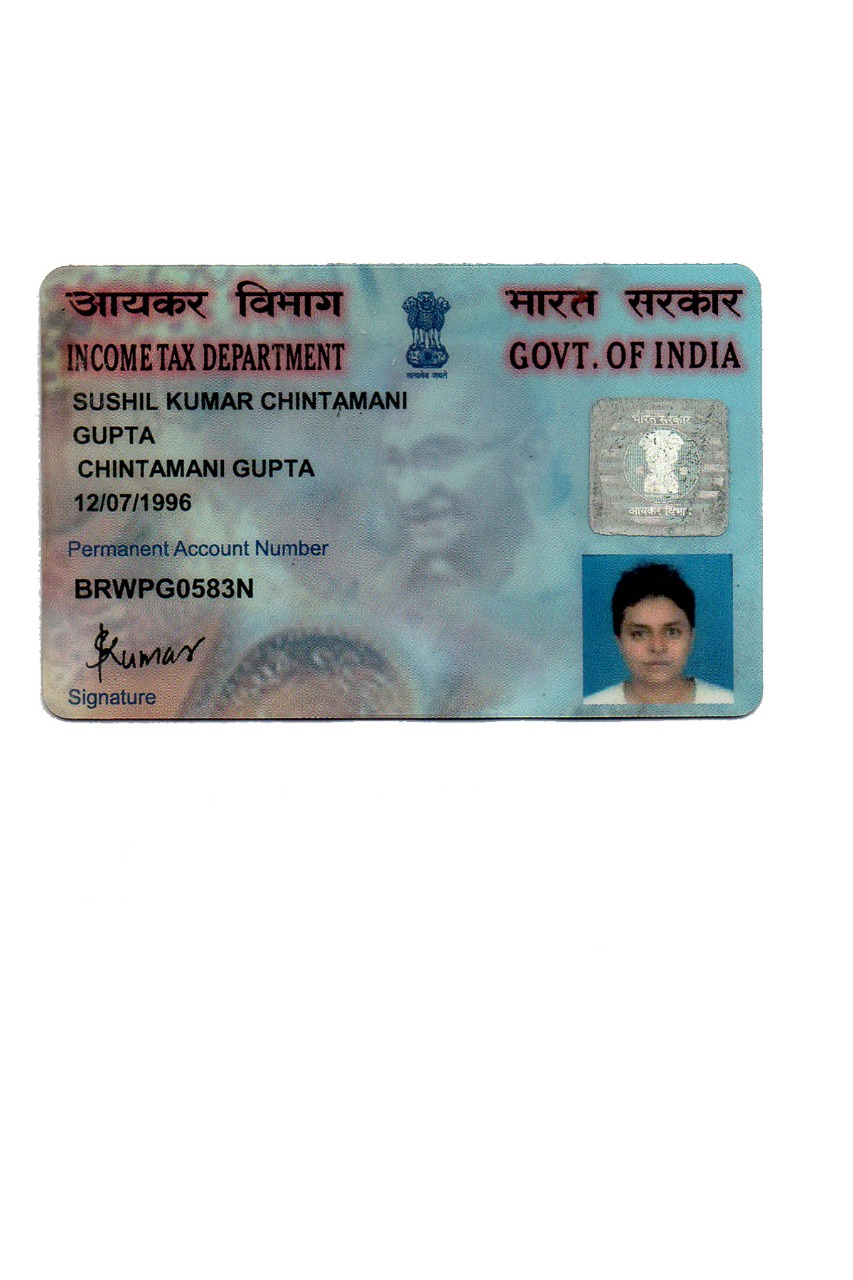 आयकर विभाग
भारत सरकार
INCOME TAX DEPARTMENT
GOVT. OF INDIA
सत्यमेव जयते
SUSHIL KUMAR CHINTAMANI
GUPTA
CHINTAMANI GUPTA
12/07/1996
Permanent Account Number
BRWPG0583N
Kumar
Signature
भारत सरकार
आयकर विभाग